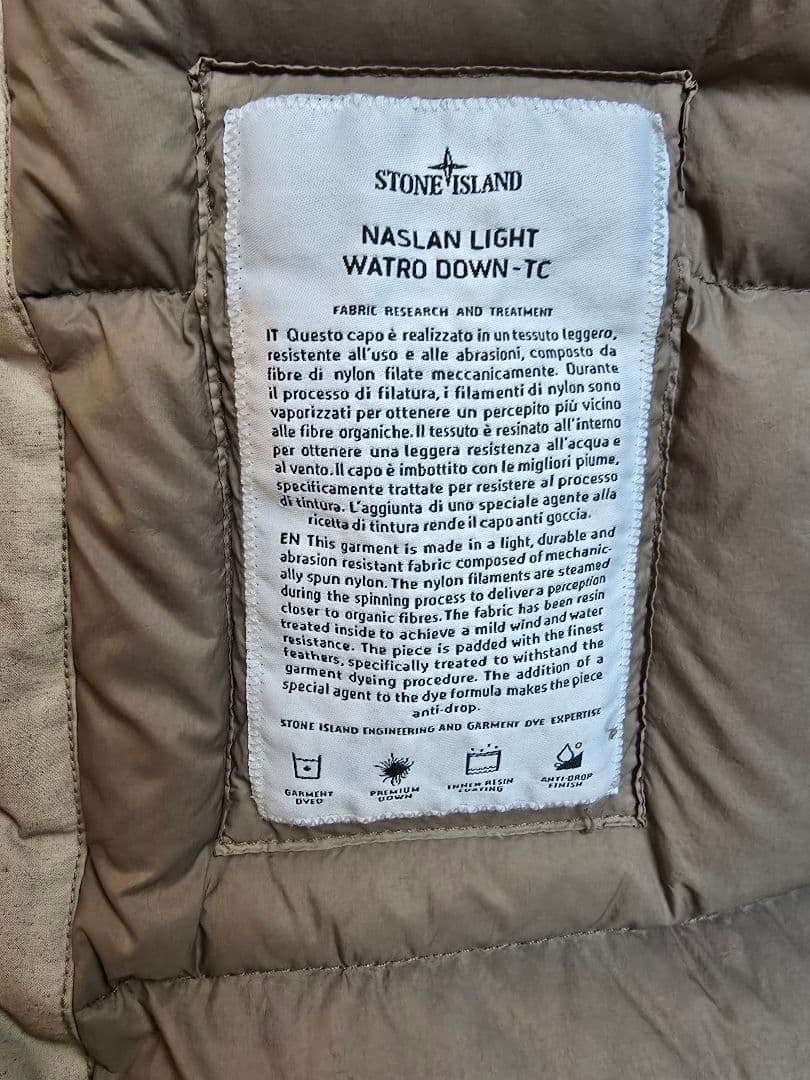 STONE ISLAND
NASLAN LIGHT
WATRO DOWN-TC
FABRIC RESEARCH AND TREATMENT
IT Questo capo è realizzato in un tessuto leggero,
resistente all'uso e alle abrasioni, composto da
fibre di nylon filate meccanicamente. Durante
il processo di filatura, i filamenti di nylon sono
vaporizzati per ottenere un percepito più vicino
alle fibre organiche. Il tessuto è resinato all'interno
per ottenere una leggera resistenza all'acqua e
al vento. Il capo è imbottito con le migliori piume,
specificamente trattate per resistere al processo
di tintura. L'aggiunta di uno speciale agente alla
ricetta di tintura rende il capo anti goccia.
EN This garment is made in a light, durable and
abrasion resistant fabric composed of mechanic-
ally spun nylon. The nylon filaments are steamed
during the spinning process to deliver a perception
closer to organic fibres. The fabric has been resin
treated inside to achieve a mild wind and water
resistance. The piece is padded with the finest
feathers, specifically treated to withstand the
garment dyeing procedure. The addition of a
special agent to the dye formula makes the piece
anti-drop.
STONE ISLAND ENGINEERING AND GARMENT DYE EXPERTISE
GARMENT
DYED
PREMIUM
DOWN
INNER RESIN
COATING
ANTI-DROP
FINISH